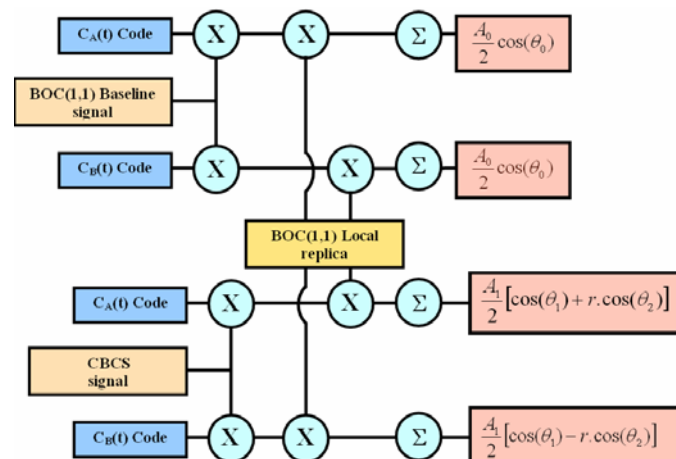 C_A(t) Code X X Σ A_0/2 cos(θ_0)
BOC(1,1) Baseline
signal
C_B(t) Code X X Σ A_0/2 cos(θ_0)
BOC(1,1) Local
replica
C_A(t) Code X X Σ A_1/2 [cos(θ_1)+ r.cos(θ_2)]
CBCS
signal
C_B(t) Code X X Σ A_1/2 [cos(θ_1)− r.cos(θ_2)]